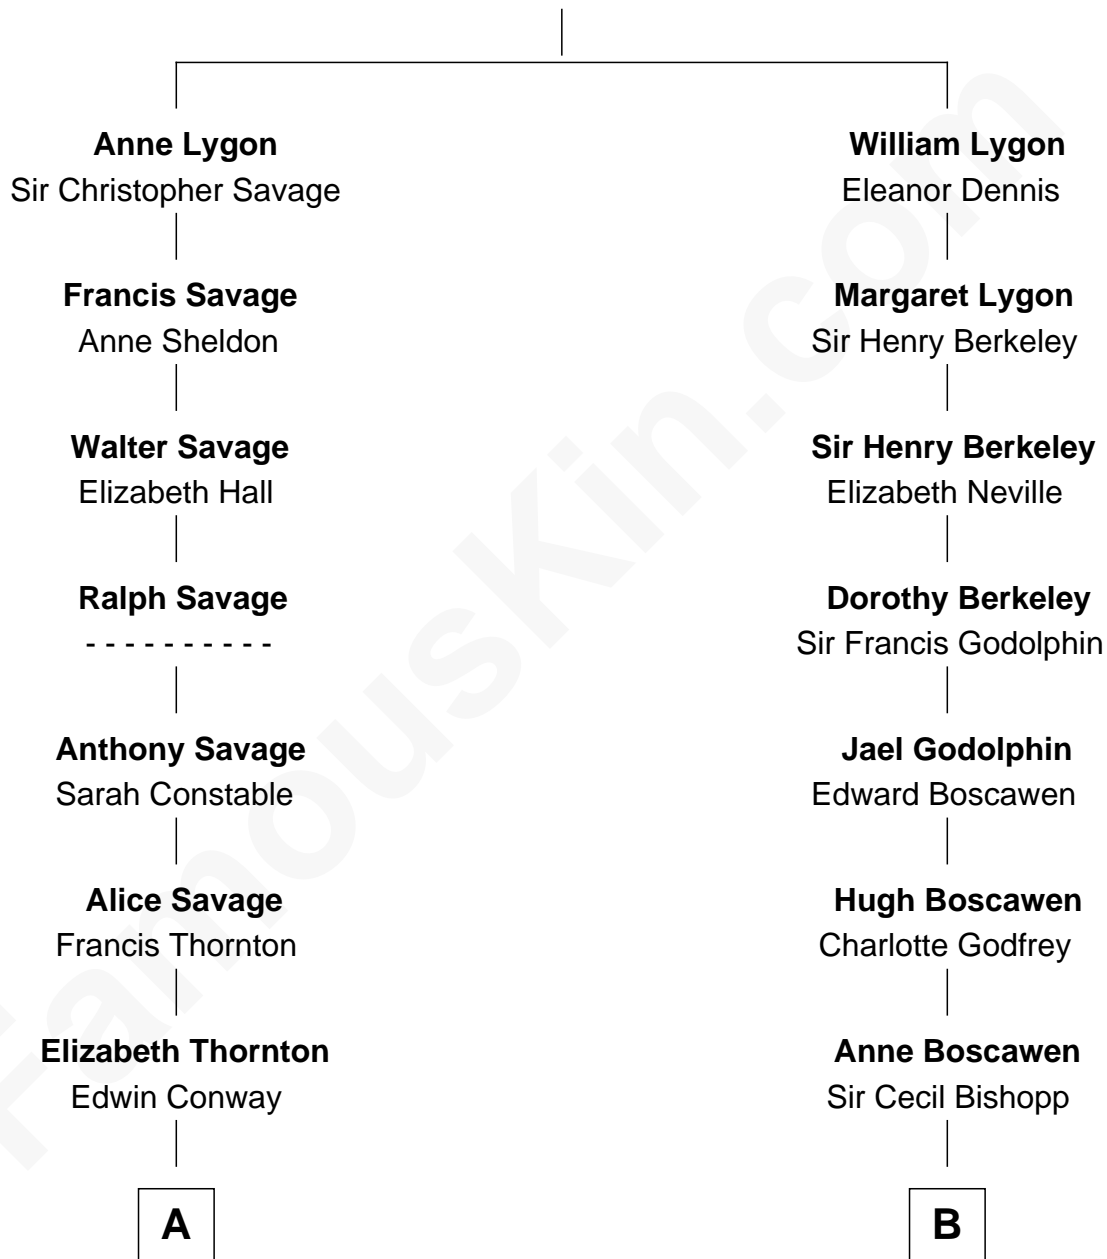 Anne Lygon
Sir Christopher Savage
William Lygon
Eleanor Dennis
Francis Savage
Anne Sheldon
Margaret Lygon
Sir Henry Berkeley
Walter Savage
Elizabeth Hall
Sir Henry Berkeley
Elizabeth Neville
Ralph Savage
- - - - - - - - - -
Dorothy Berkeley
Sir Francis Godolphin
Anthony Savage
Sarah Constable
Jael Godolphin
Edward Boscawen
Alice Savage
Francis Thornton
Hugh Boscawen
Charlotte Godfrey
Elizabeth Thornton
Edwin Conway
Anne Boscawen
Sir Cecil Bishopp
A
B
FamousKin.com